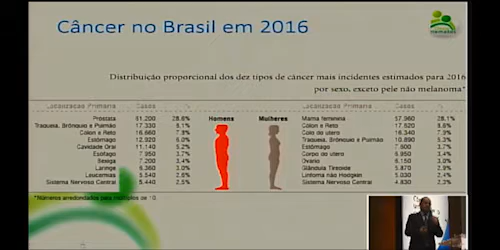 Câncer no Brasil em 2016
Distribuição proporcional dos dez tipos de câncer mais incidentes estimados para 2016
por sexo, exceto pele não melanoma*
Localização Primária Casos % Homens Mulheres Localização Primária Casos %
Próstata 61.200 28,6% Mama feminina 57.960 28,1%
Traqueia, Brônquio e Pulmão 17.330 8,1% Cólon e Reto 17.620 8,6%
Cólon e Reto 16.660 7,8% Colo do útero 16.340 7,9%
Estômago 12.920 6,0% Traqueia, Brônquio e Pulmão 10.890 5,3%
Cavidade Oral 11.140 5,2% Estômago 7.600 3,7%
Esôfago 7.950 3,7% Corpo do útero 6.950 3,4%
Bexiga 7.200 3,4% Ovário 6.150 3,0%
Laringe 6.360 3,0% Glândula Tireoide 5.870 2,9%
Leucemias 5.540 2,6% Linfoma não Hodgkin 5.030 2,4%
Sistema Nervoso Central 5.440 2,5% Sistema Nervoso Central 4.830 2,3%
*Números arredondados para múltiplos de 10